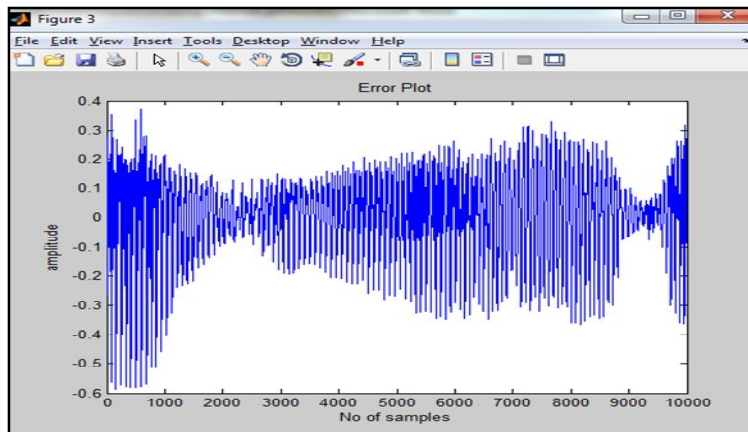 Figure 3
File Edit View Insert Tools Desktop Window Help
Error Plot
0.4
0.3
0.2
0.1
0
-0.1
-0.2
-0.3
-0.4
-0.5
-0.6
amplitude
0 1000 2000 3000 4000 5000 6000 7000 8000 9000 10000
No of samples